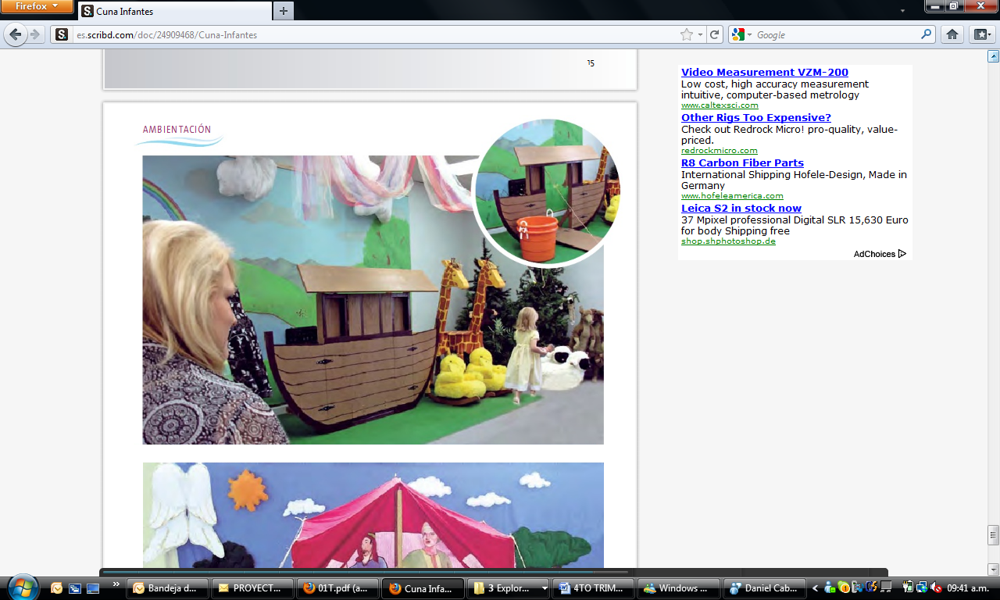 Firefox
Cuna Infantes
es.scribd.com/doc/24909468/Cuna-Infantes
Google
15
AMBIENTACIÓN
Video Measurement VZM-200
Low cost, high accuracy measurement
intuitive, computer-based metrology
www.caltexsci.com
Other Rigs Too Expensive?
Check out Redrock Micro! pro-quality, value-
priced.
redrockmicro.com
R8 Carbon Fiber Parts
International Shipping Hofele-Design, Made in
Germany
www.hofeleamerica.com
Leica S2 in stock now
37 Mpixel professional Digital SLR 15,630 Euro
for body Shipping free
shop.shphotoshop.de
AdChoices
Bandeja d...
PROYECT...
01T.pdf (a...
Cuna Infa...
3 Explor...
4TO TRIM...
Windows ...
Daniel Cab...
09:41 a.m.